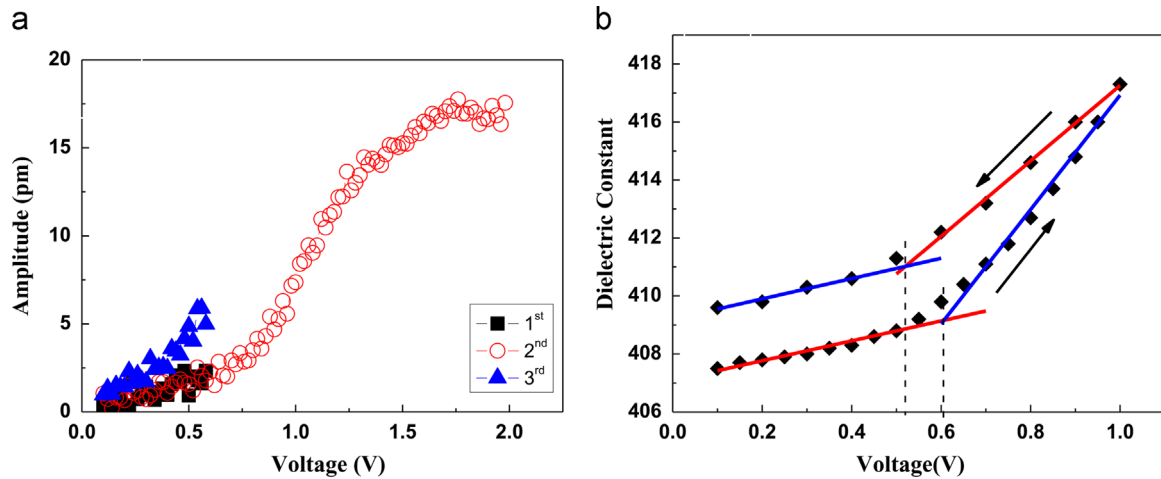 a
20
15
10
5
0
Amplitude (pm)
0.0 0.5 1.0 1.5 2.0
Voltage (V)
1st
2nd
3rd
b
418
416
414
412
410
408
406
Dielectric Constant
0.0 0.2 0.4 0.6 0.8 1.0
Voltage(V)